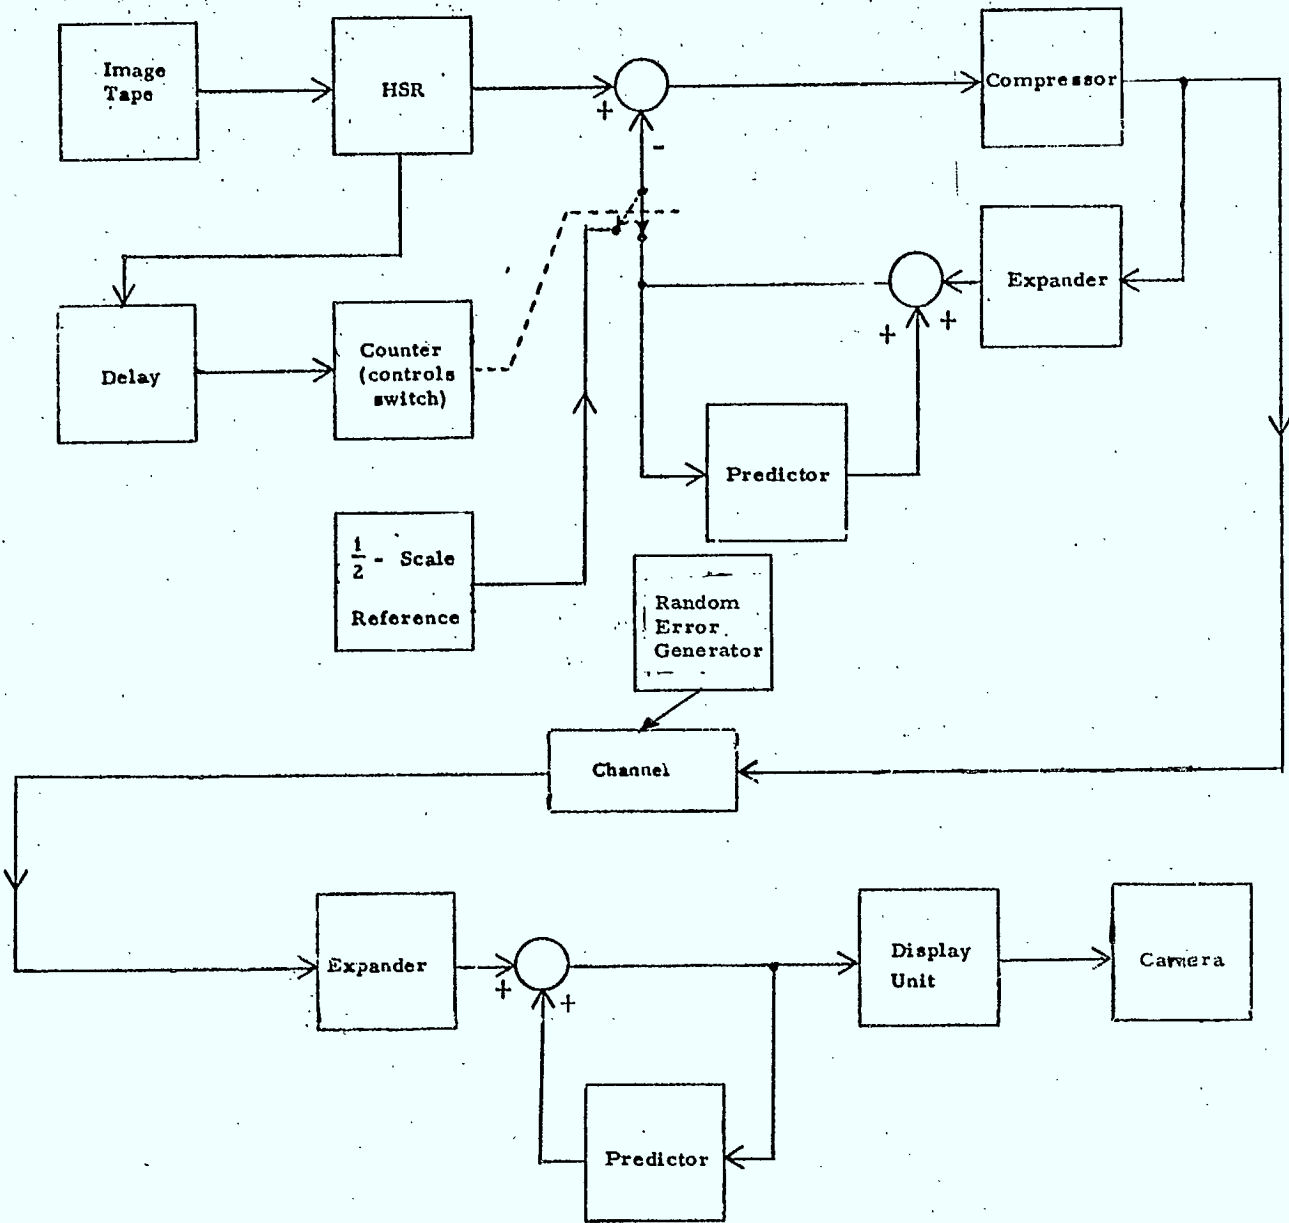 Image
Tape
HSR
+
-
Compressor
Expander
+
+
Delay
Counter
(controls
switch)
Predictor
1/2 - Scale
Reference
Random
Error
Generator
Channel
Expander
+
+
Display
Unit
Camera
Predictor